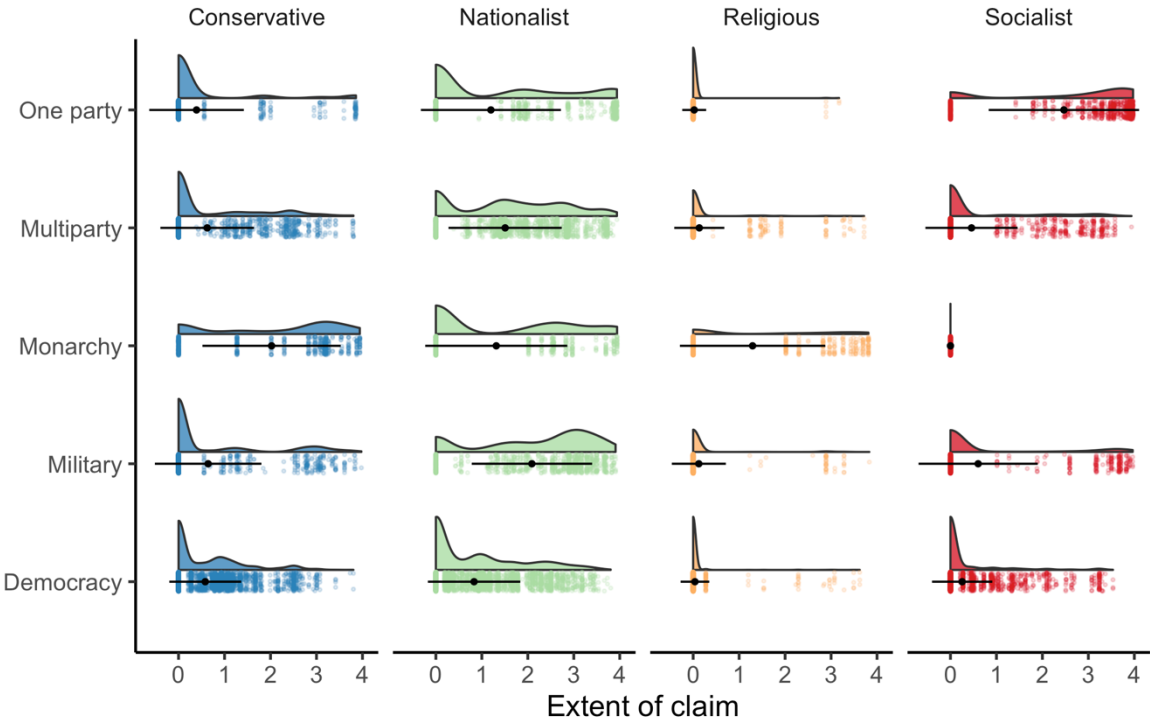 Conservative Nationalist Religious Socialist
One party
Multiparty
Monarchy
Military
Democracy
0 1 2 3 4 0 1 2 3 4 0 1 2 3 4 0 1 2 3 4
Extent of claim